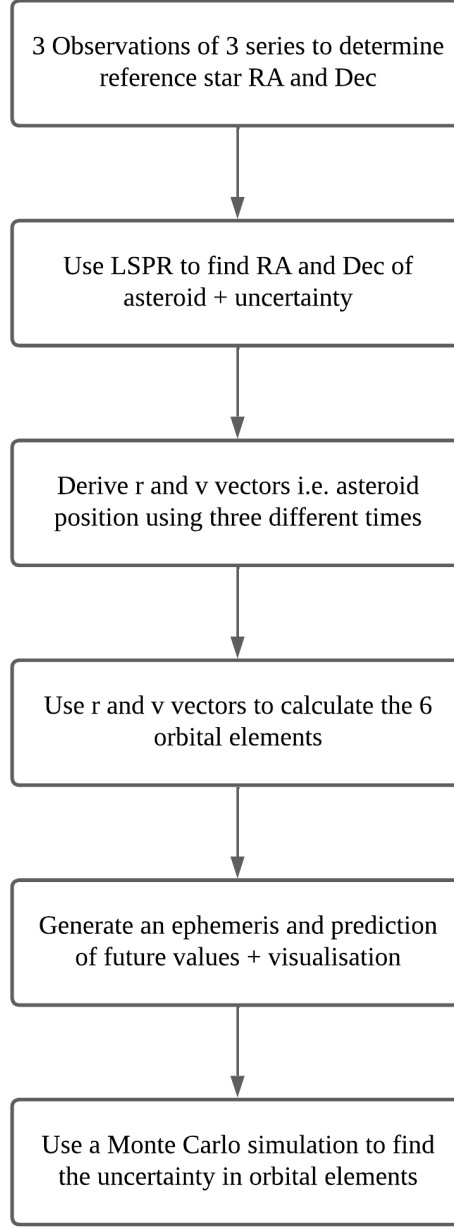 3 Observations of 3 series to determine
reference star RA and Dec
Use LSPR to find RA and Dec of
asteroid + uncertainty
Derive r and v vectors i.e. asteroid
position using three different times
Use r and v vectors to calculate the 6
orbital elements
Generate an ephemeris and prediction
of future values + visualisation
Use a Monte Carlo simulation to find
the uncertainty in orbital elements